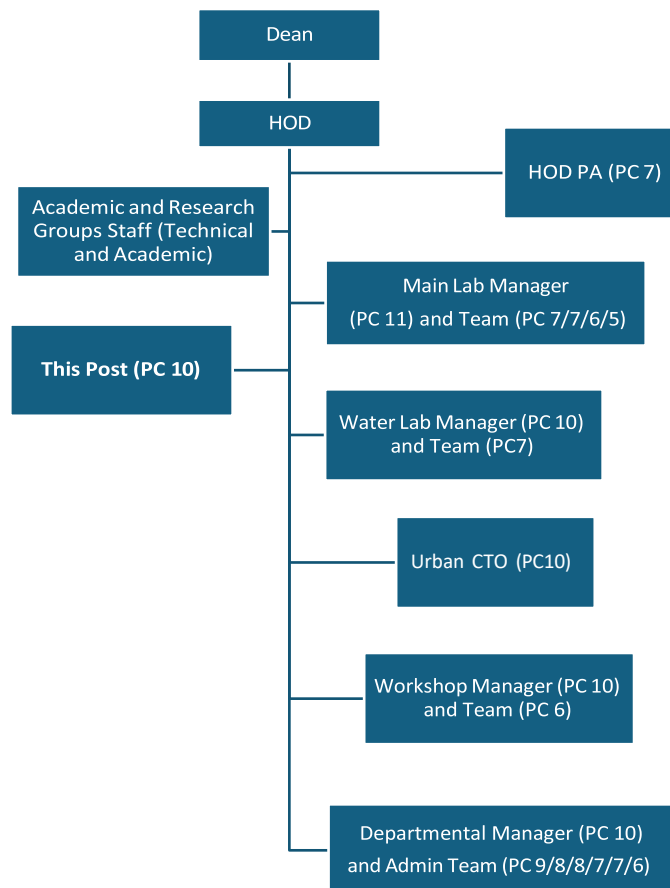 Dean
HOD
HOD PA (PC 7)
Academic and Research
Groups Staff (Technical
and Academic)
Main Lab Manager
(PC 11) and Team (PC 7/7/6/5)
This Post (PC 10)
Water Lab Manager (PC 10)
and Team (PC7)
Urban CTO (PC10)
Workshop Manager (PC 10)
and Team (PC 6)
Departmental Manager (PC 10)
and Admin Team (PC 9/8/8/7/7/6)